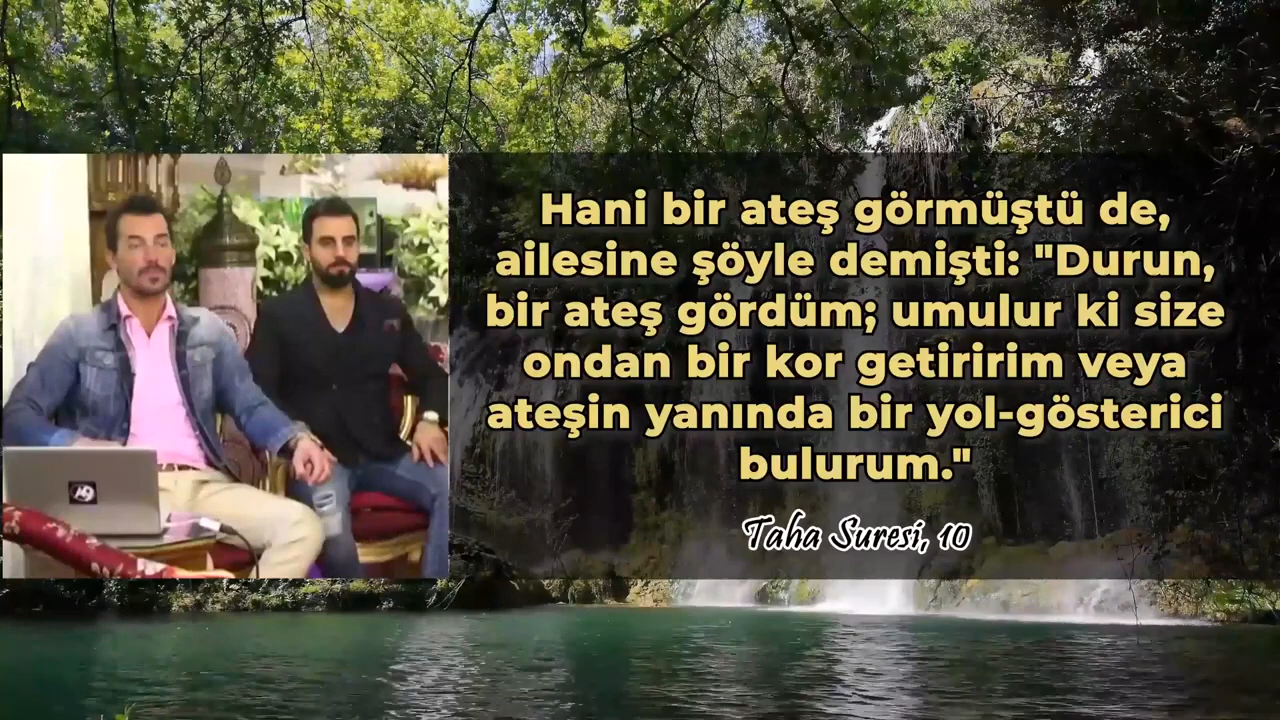 Hani bir ateş görmüştü de,
ailesine şöyle demişti: "Durun,
bir ateş gördüm; umulur ki size
ondan bir kor getiririm veya
ateşin yanında bir yol-gösterici
bulurum."
Taha Suresi, 10
A9